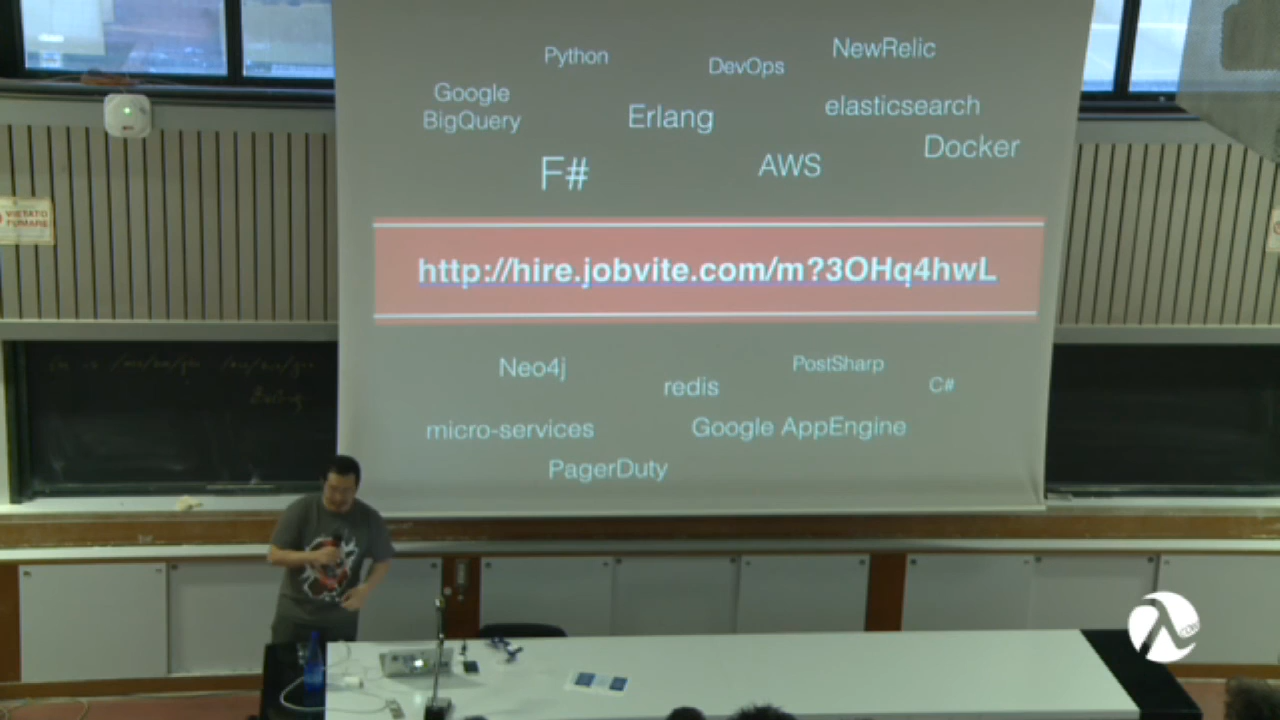 Python
DevOps
NewRelic
Google
BigQuery
Erlang
elasticsearch
Docker
F#
AWS
VIETATO
FUMARE
http://hire.jobvite.com/m?3OHq4hwL
Neo4j
PostSharp
redis
C#
micro-services
Google AppEngine
PagerDuty